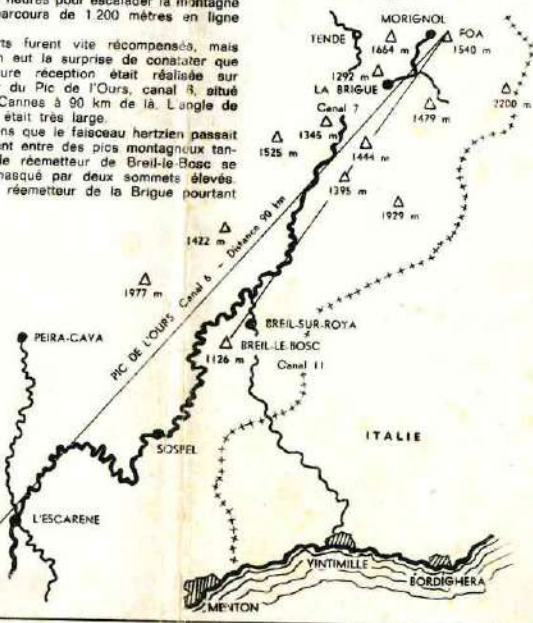 heures pour escalader la montagne
parcours de 1.200 mètres en ligne
rts furent vite récompensés, mais
n eut la surprise de constater que
ure réception était réalisée sur
du Pic de l'Ours, canal 6, situé
Cannes à 90 km de là. L'angle de
était très large.
ns que le faisceau hertzien passait
ent entre des pics montagneux tan-
le réemetteur de Breil-le-Bosc se
masqué par deux sommets élevés.
réemetteur de la Brigue pourtant
MORIGNOL
TENDE
1664 m
FOA
1540 m
1292 m
LA BRIGUE
Canal 7
1479 m
2200 m
1345 m
1525 m
1444 m
1395 m
1929 m
1422 m
1977 m
PIC DE L'OURS Canal 6 - Distance 90 km
PEIRA-CAVA
BREIL-SUR-ROYA
BREIL-LE-BOSC
1126 m
Canal 11
ITALIE
SOSPEL
L'ESCARENE
VINTIMILLE
BORDIGHERA
MENTON